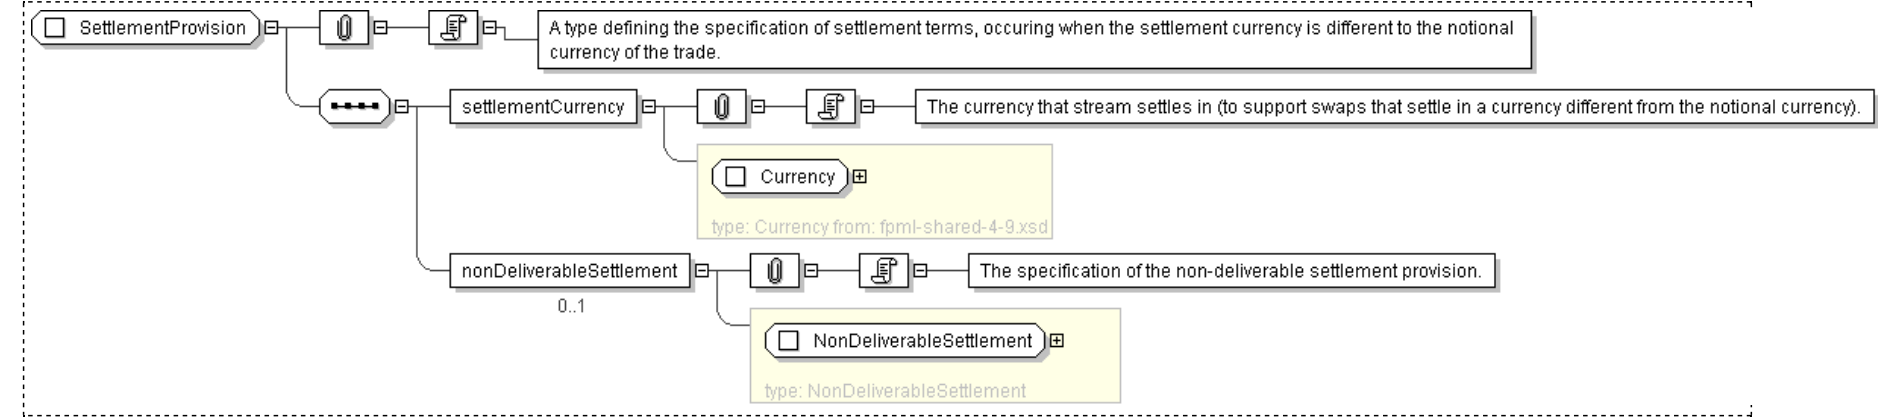 SettlementProvision
A type defining the specification of settlement terms, occuring when the settlement currency is different to the notional
currency of the trade.
settlementCurrency
The currency that stream settles in (to support swaps that settle in a currency different from the notional currency).
Currency
type: Currency from: fpml-shared-4-9.xsd
nonDeliverableSettlement
The specification of the non-deliverable settlement provision.
0..1
NonDeliverableSettlement
type: NonDeliverableSettlement